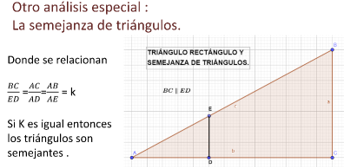 Otro análisis especial :
La semejanza de triángulos.
Donde se relacionan
BC/ED = AC/AD = AB/AE = k
Si K es igual entonces
los triángulos son
semejantes .
TRIÁNGULO RECTÁNGULO Y
SEMEJANZA DE TRIÁNGULOS.
BC ∥ ED
B
E
a
b
A
D
C